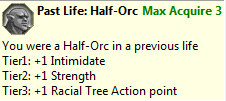 Past Life: Half-Orc Max Acquire 3
You were a Half-Orc in a previous life
Tier1: +1 Intimidate
Tier2: +1 Strength
Tier3: +1 Racial Tree Action point